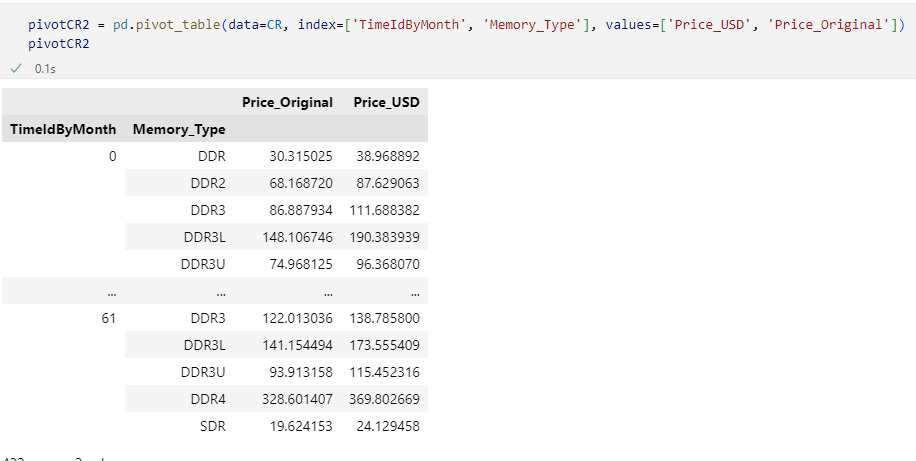 pivotCR2 = pd.pivot_table(data=CR, index=['TimeIdByMonth', 'Memory_Type'], values=['Price_USD', 'Price_Original'])
pivotCR2
0.1s
Price_Original Price_USD
TimeIdByMonth Memory_Type
0 DDR 30.315025 38.968892
DDR2 68.168720 87.629063
DDR3 86.887934 111.688382
DDR3L 148.106746 190.383939
DDR3U 74.968125 96.368070
... ... ... ...
61 DDR3 122.013036 138.785800
DDR3L 141.154494 173.555409
DDR3U 93.913158 115.452316
DDR4 328.601407 369.802669
SDR 19.624153 24.129458